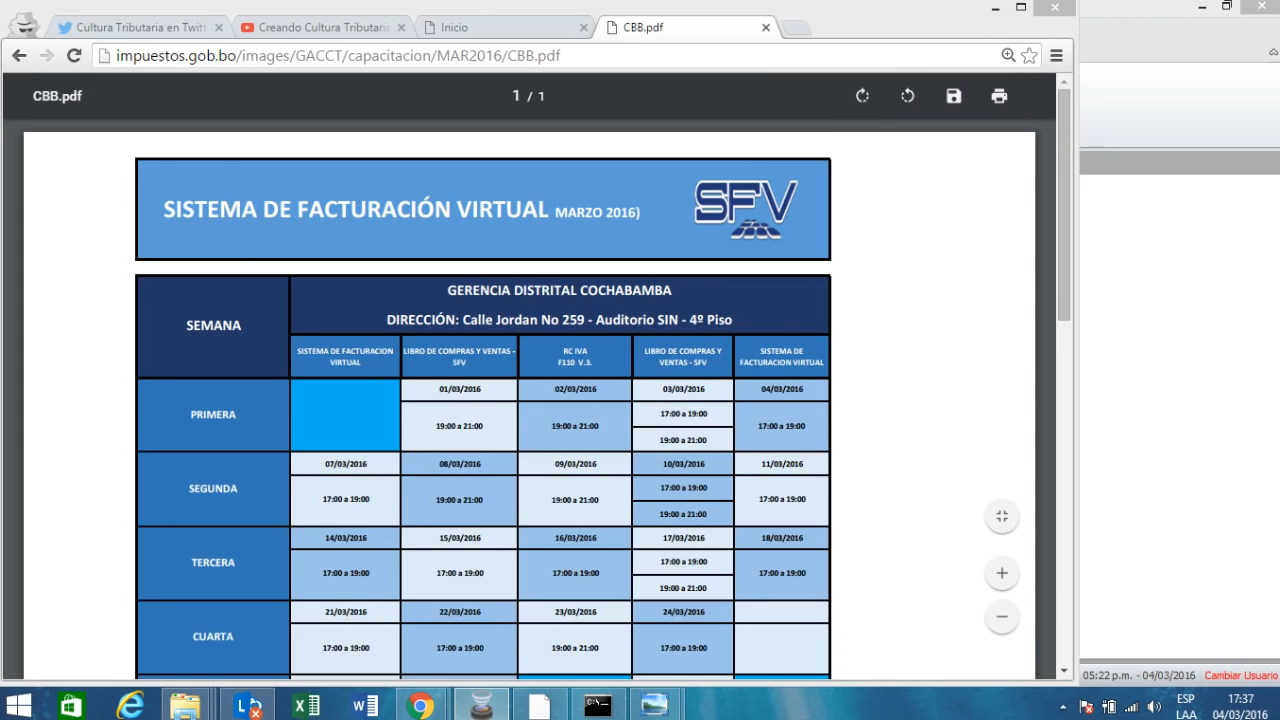 Cultura Tributaria en Twitt
Creando Cultura Tributaria
Inicio
CBB.pdf
impuestos.gob.bo/images/GACCT/capacitacion/MAR2016/CBB.pdf
CBB.pdf
1 / 1
SISTEMA DE FACTURACIÓN VIRTUAL MARZO 2016)
SFV
SEMANA
GERENCIA DISTRITAL COCHABAMBA
DIRECCIÓN: Calle Jordan No 259 - Auditorio SIN - 4º Piso
SISTEMA DE FACTURACION VIRTUAL
LIBRO DE COMPRAS Y VENTAS - SFV
RC IVA F110 V.3.
LIBRO DE COMPRAS Y VENTAS - SFV
SISTEMA DE FACTURACION VIRTUAL
PRIMERA
01/03/2016
02/03/2016
03/03/2016
04/03/2016
19:00 a 21:00
19:00 a 21:00
17:00 a 19:00
19:00 a 21:00
17:00 a 19:00
SEGUNDA
07/03/2016
08/03/2016
09/03/2016
10/03/2016
11/03/2016
17:00 a 19:00
19:00 a 21:00
19:00 a 21:00
17:00 a 19:00
19:00 a 21:00
17:00 a 19:00
TERCERA
14/03/2016
15/03/2016
16/03/2016
17/03/2016
18/03/2016
17:00 a 19:00
17:00 a 19:00
17:00 a 19:00
17:00 a 19:00
19:00 a 21:00
17:00 a 19:00
CUARTA
21/03/2016
22/03/2016
23/03/2016
24/03/2016
17:00 a 19:00
17:00 a 19:00
19:00 a 21:00
17:00 a 19:00
05:22 p.m. - 04/03/2016 Cambiar Usuario
ESP
LAA
17:37
04/03/2016